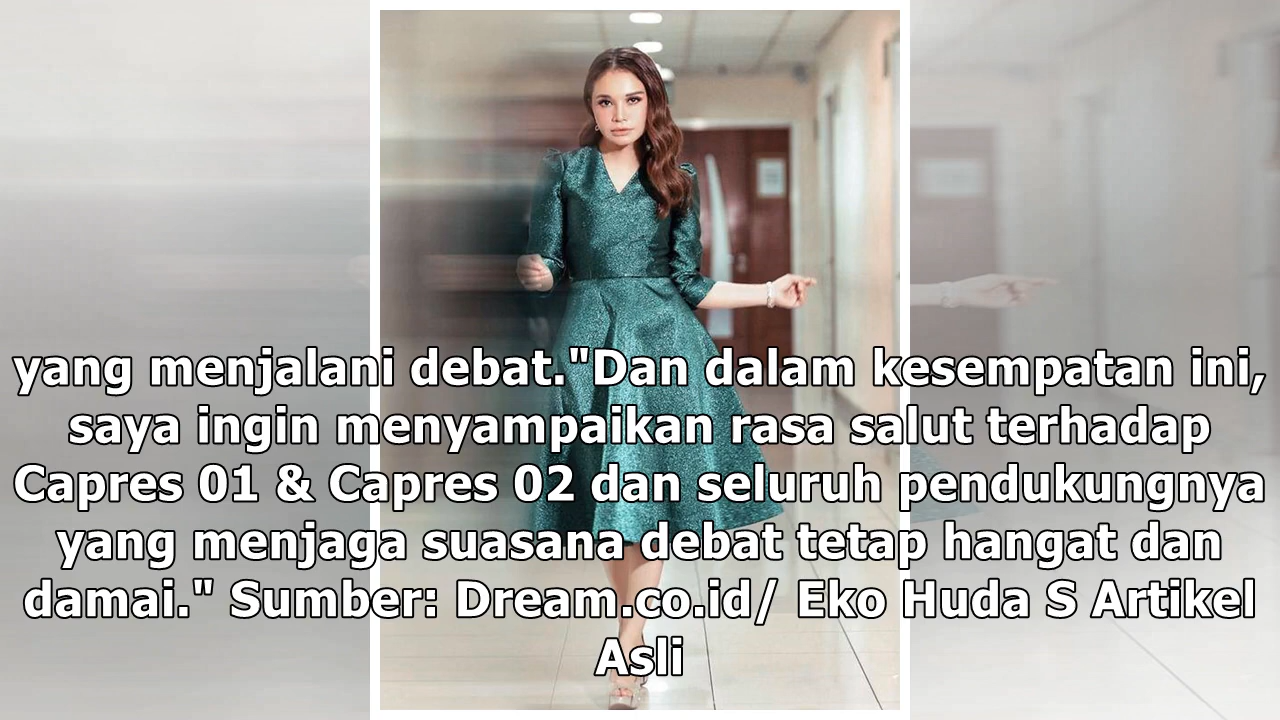 yang menjalani debat."Dan dalam kesempatan ini,
saya ingin menyampaikan rasa salut terhadap
Capres 01 & Capres 02 dan seluruh pendukungnya
yang menjaga suasana debat tetap hangat dan
damai." Sumber: Dream.co.id/ Eko Huda S Artikel
Asli